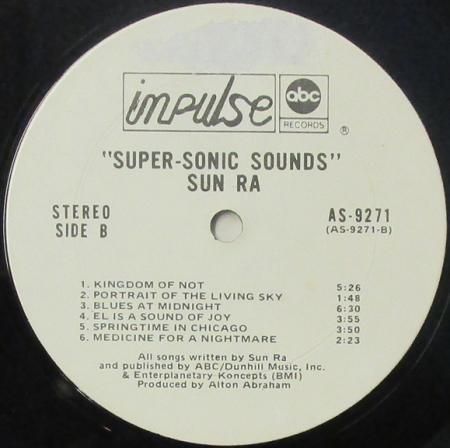 impulse
abc
RECORDS
®
"SUPER-SONIC SOUNDS"
SUN RA
STEREO
SIDE B
AS-9271
(AS-9271-B)
1. KINGDOM OF NOT 5:26
2. PORTRAIT OF THE LIVING SKY 1:48
3. BLUES AT MIDNIGHT 6:30
4. EL IS A SOUND OF JOY 3:55
5. SPRINGTIME IN CHICAGO 3:50
6. MEDICINE FOR A NIGHTMARE 2:23
All songs written by Sun Ra
and published by ABC/Dunhill Music, Inc.
& Enterplanetary Koncepts (BMI)
Produced by Alton Abraham